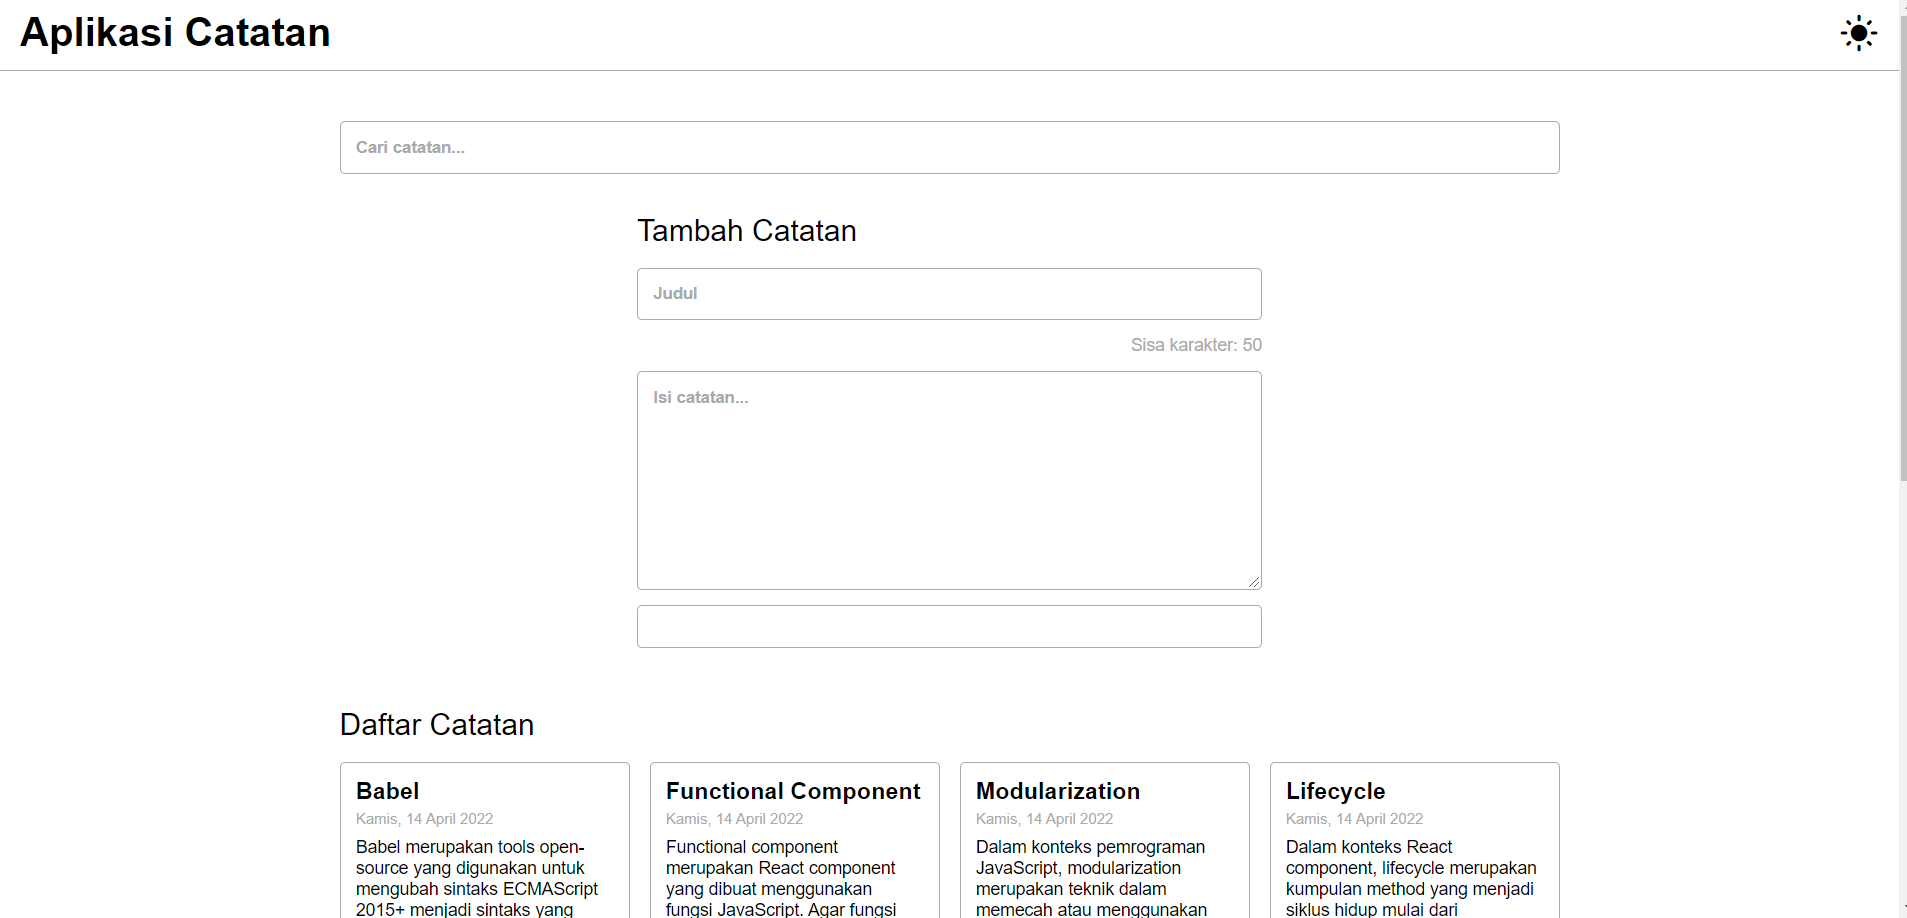 Aplikasi Catatan
Cari catatan...
Tambah Catatan
Judul
Sisa karakter: 50
Isi catatan...
Daftar Catatan
Babel
Kamis, 14 April 2022
Babel merupakan tools open-
source yang digunakan untuk
mengubah sintaks ECMAScript
2015+ menjadi sintaks yang
Functional Component
Kamis, 14 April 2022
Functional component
merupakan React component
yang dibuat menggunakan
fungsi JavaScript. Agar fungsi
Modularization
Kamis, 14 April 2022
Dalam konteks pemrograman
JavaScript, modularization
merupakan teknik dalam
memecah atau menggunakan
Lifecycle
Kamis, 14 April 2022
Dalam konteks React
component, lifecycle merupakan
kumpulan method yang menjadi
siklus hidup mulai dari